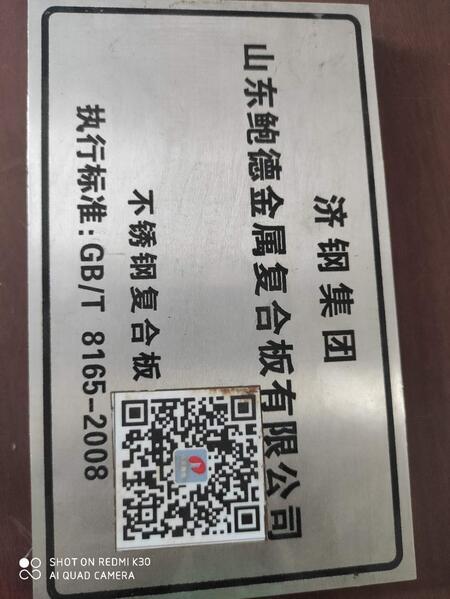 济钢集团
山东鲍德金属复合板有限公司
不锈钢复合板
执行标准:GB/T 8165-2008
SHOT ON REDMI K30
AI QUAD CAMERA